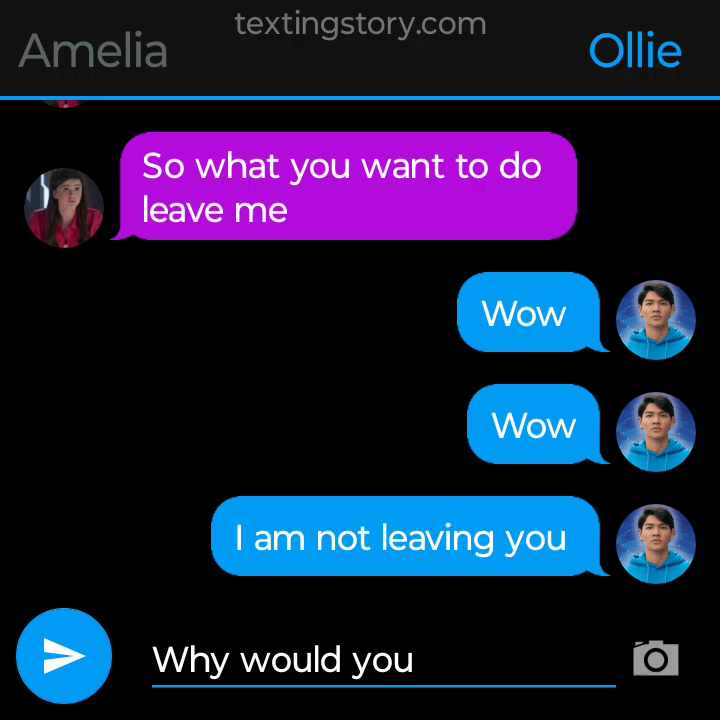 textingstory.com
Amelia
Ollie
So what you want to do
leave me
Wow
Wow
I am not leaving you
Why would you